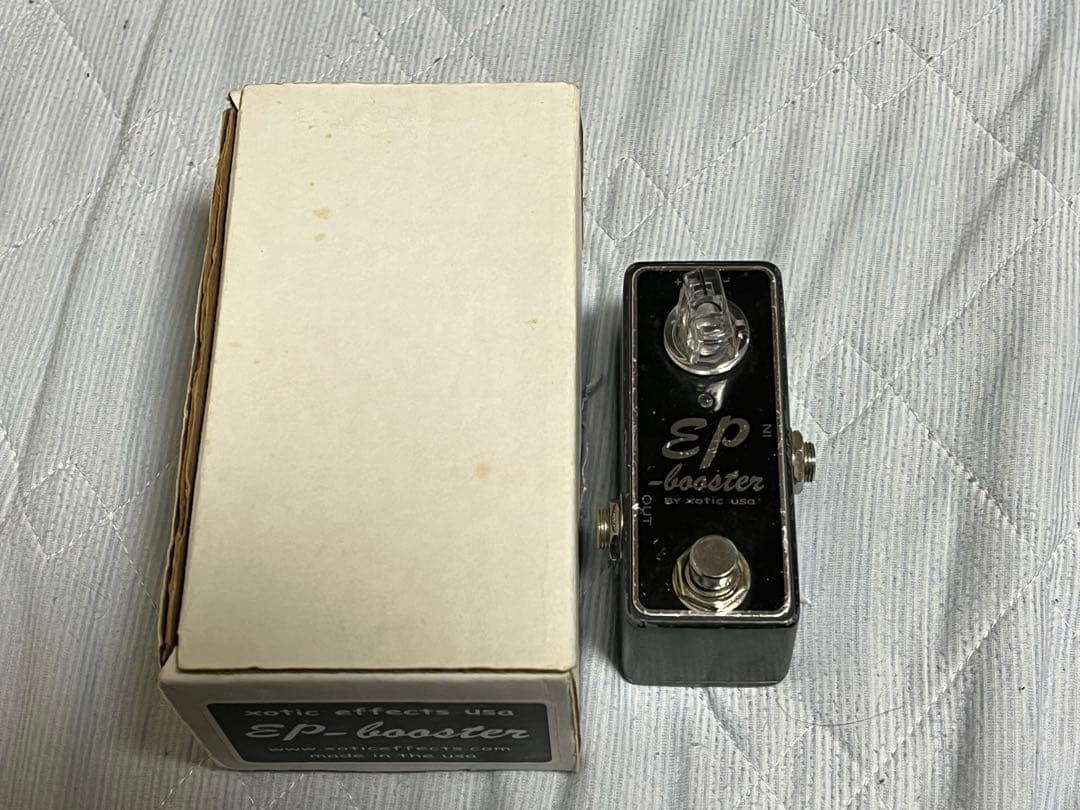 EP
-booster
BY xotic usa
IN
OUT
xotic effects usa
EP-booster
www.xoticeffects.com
made in the usa